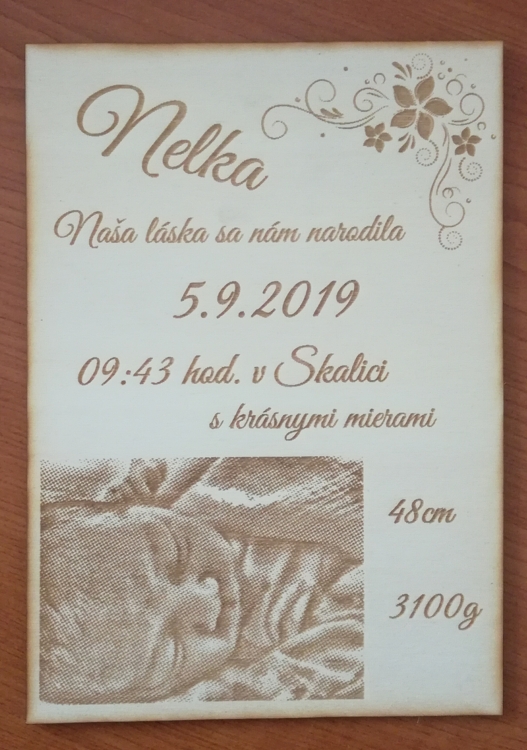 Nelka
Naša láska sa nám narodila
5.9.2019
09:43 hod. v Skalici
s krásnymi mierami
48cm
3100g